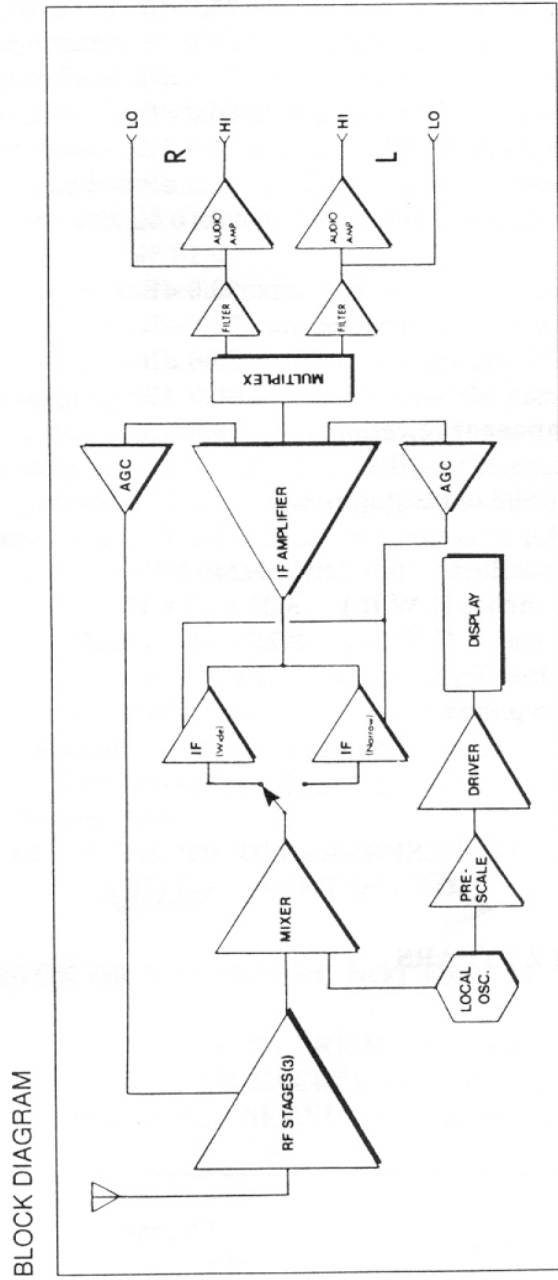 BLOCK DIAGRAM
RF STAGES(3)
MIXER
LOCAL
OSC.
PRE-
SCALE
DRIVER
DISPLAY
IF
(Wide)
IF
(Narrow)
IF AMPLIFIER
AGC
AGC
MULTIPLEX
FILTER
FILTER
AUDIO
AMP
AUDIO
AMP
LO
R
HI
HI
L
LO